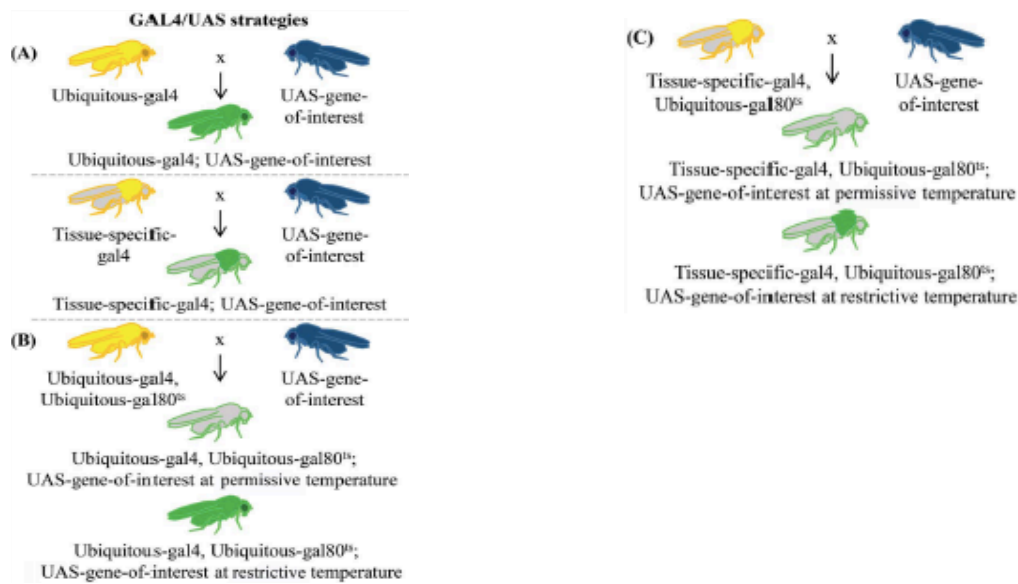 GAL4/UAS strategies
(A)
x
Ubiquitous-gal4
UAS-gene-
of-interest
Ubiquitous-gal4; UAS-gene-of-interest
x
Tissue-specific-
gal4
UAS-gene-
of-interest
Tissue-specific-gal4; UAS-gene-of-interest
(B)
x
Ubiquitous-gal4,
Ubiquitous-gal80ᵗˢ
UAS-gene-
of-interest
Ubiquitous-gal4, Ubiquitous-gal80ᵗˢ;
UAS-gene-of-interest at permissive temperature
Ubiquitous-gal4, Ubiquitous-gal80ᵗˢ;
UAS-gene-of-interest at restrictive temperature
(C)
x
Tissue-specific-gal4,
Ubiquitous-gal80ᵗˢ
UAS-gene-
of-interest
Tissue-specific-gal4, Ubiquitous-gal80ᵗˢ;
UAS-gene-of-interest at permissive temperature
Tissue-specific-gal4, Ubiquitous-gal80ᵗˢ;
UAS-gene-of-interest at restrictive temperature